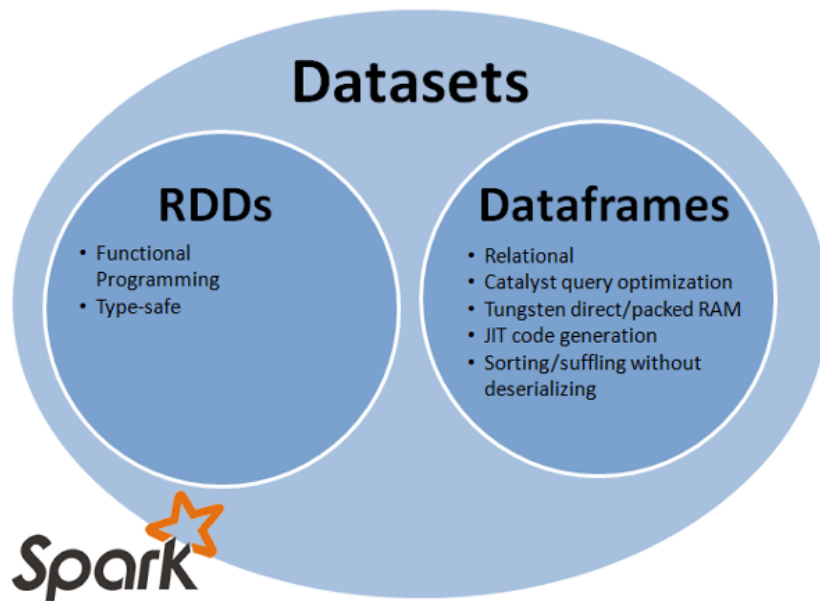 Datasets
RDDs
• Functional
Programming
• Type-safe
Dataframes
• Relational
• Catalyst query optimization
• Tungsten direct/packed RAM
• JIT code generation
• Sorting/suffling without
deserializing
Spark